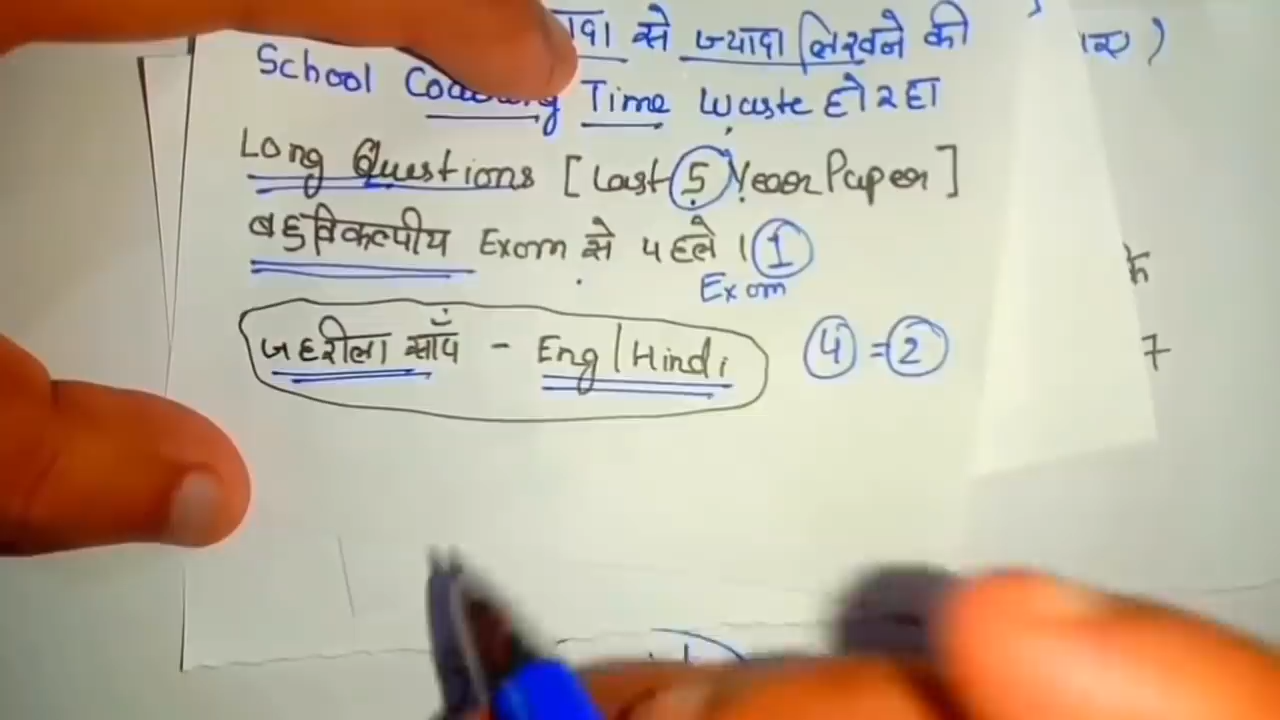 से ज्यादा लिखने की
School Coaching Time Waste हो रहा
Long Questions [Last 5 Year Paper]
बहुविकल्पीय Exam से पहले । 1
Exam
जहरीला साँप - Eng/Hindi 4 = 2